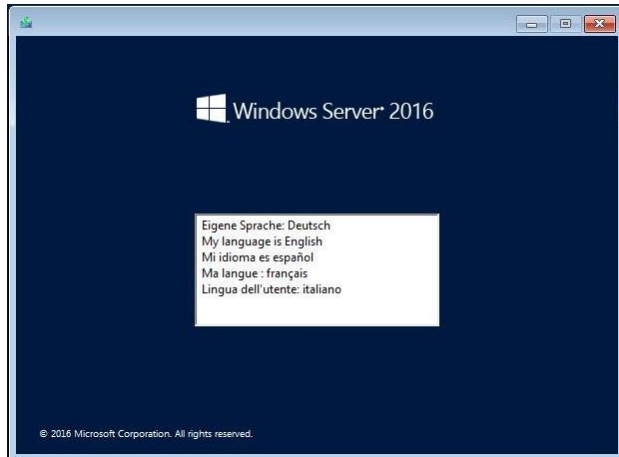 Windows Server® 2016
Eigene Sprache: Deutsch
My language is English
Mi idioma es español
Ma langue : français
Lingua dell'utente: italiano
© 2016 Microsoft Corporation. All rights reserved.